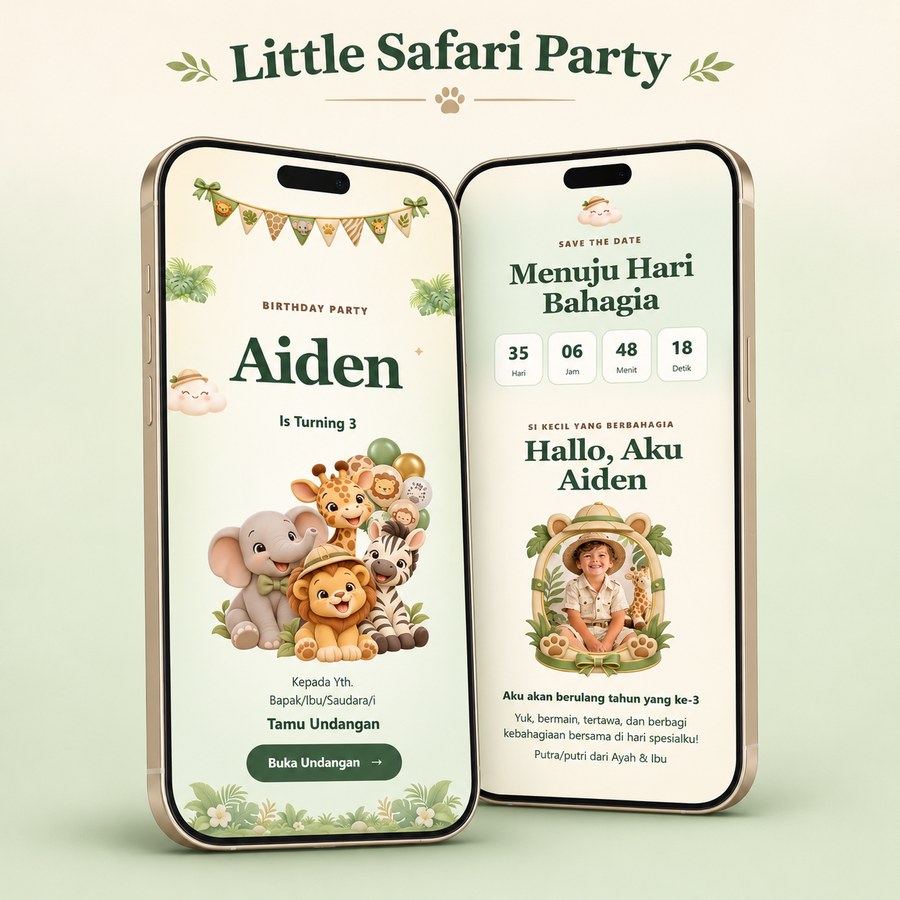 Little Safari Party
BIRTHDAY PARTY
Aiden
Is Turning 3
Kepada Yth.
Bapak/Ibu/Saudara/i
Tamu Undangan
Buka Undangan →
SAVE THE DATE
Menuju Hari
Bahagia
35 06 48 18
Hari Jam Menit Detik
SI KECIL YANG BERBAHAGIA
Hallo, Aku
Aiden
Aku akan berulang tahun yang ke-3
Yuk, bermain, tertawa, dan berbagi
kebahagiaan bersama di hari spesialku!
Putra/putri dari Ayah & Ibu